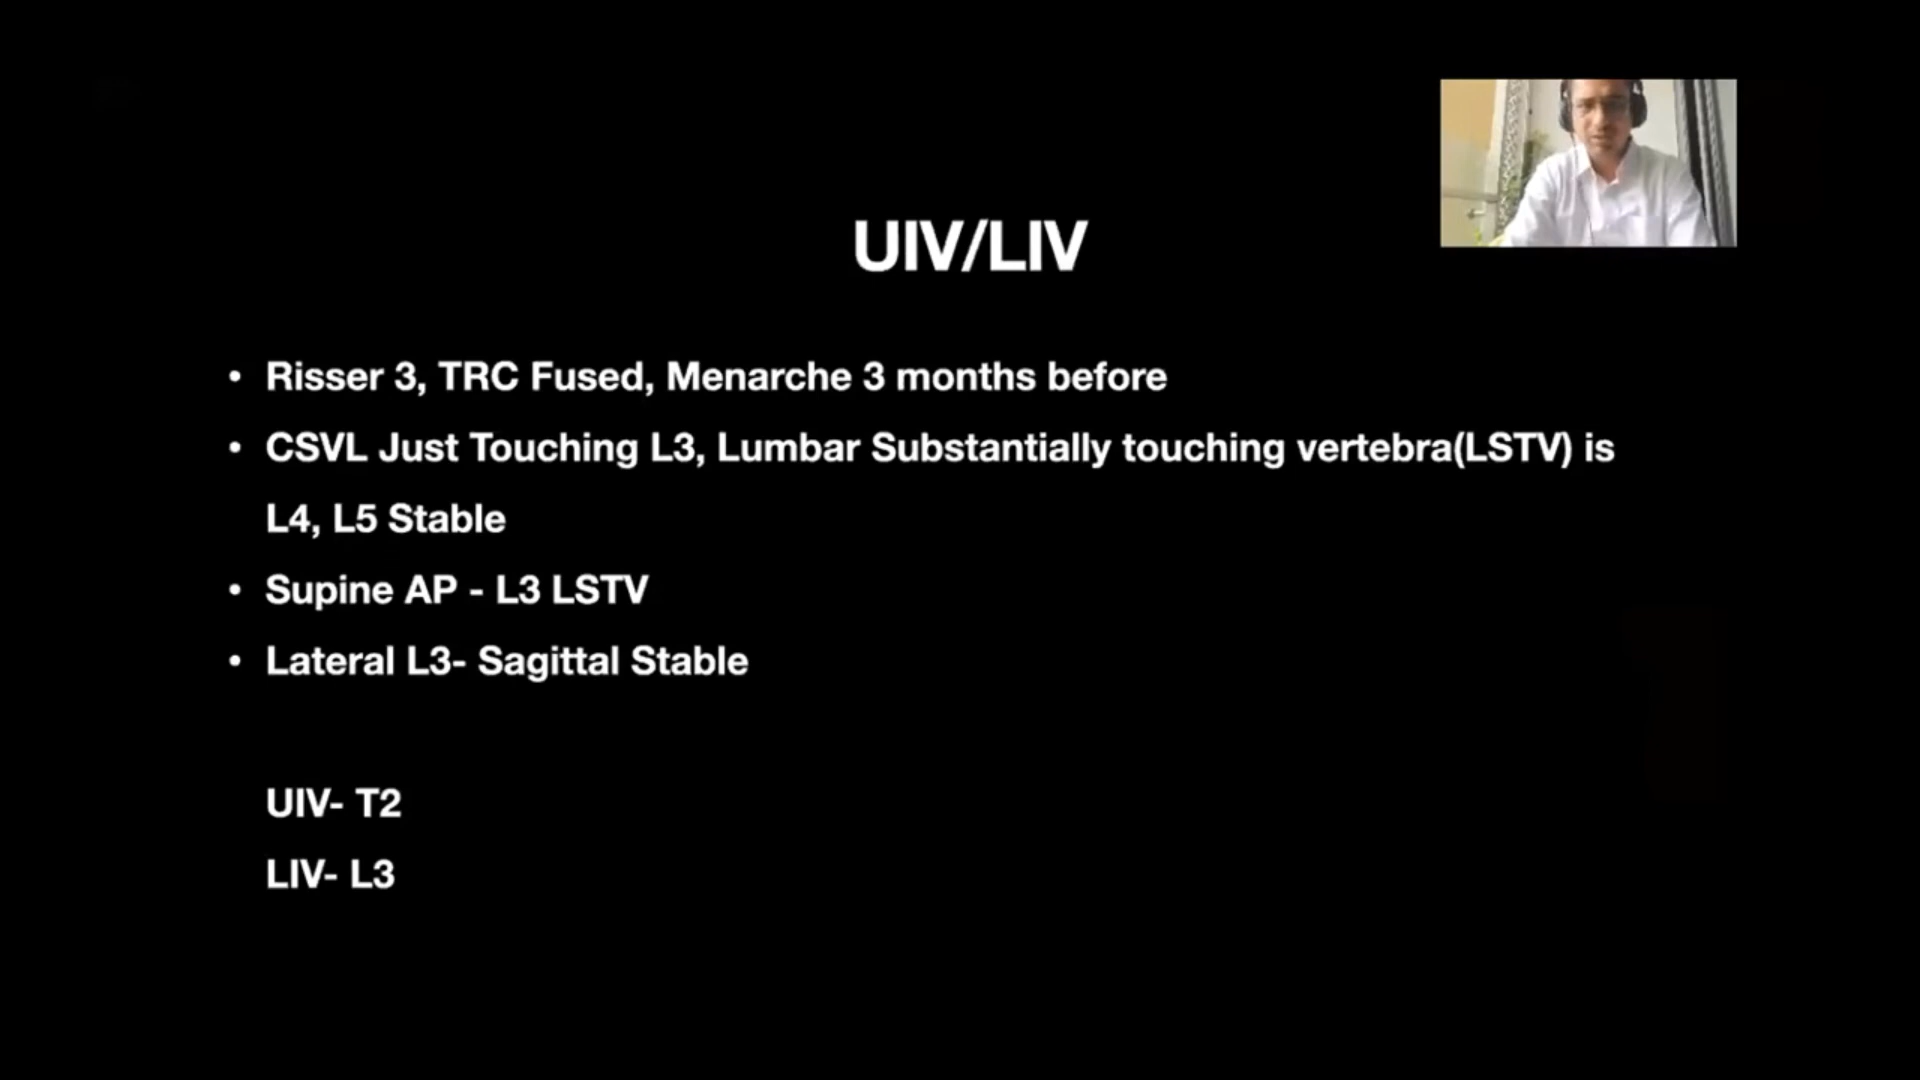 UIV/LIV
• Risser 3, TRC Fused, Menarche 3 months before
• CSVL Just Touching L3, Lumbar Substantially touching vertebra(LSTV) is
L4, L5 Stable
• Supine AP - L3 LSTV
• Lateral L3- Sagittal Stable
UIV- T2
LIV- L3